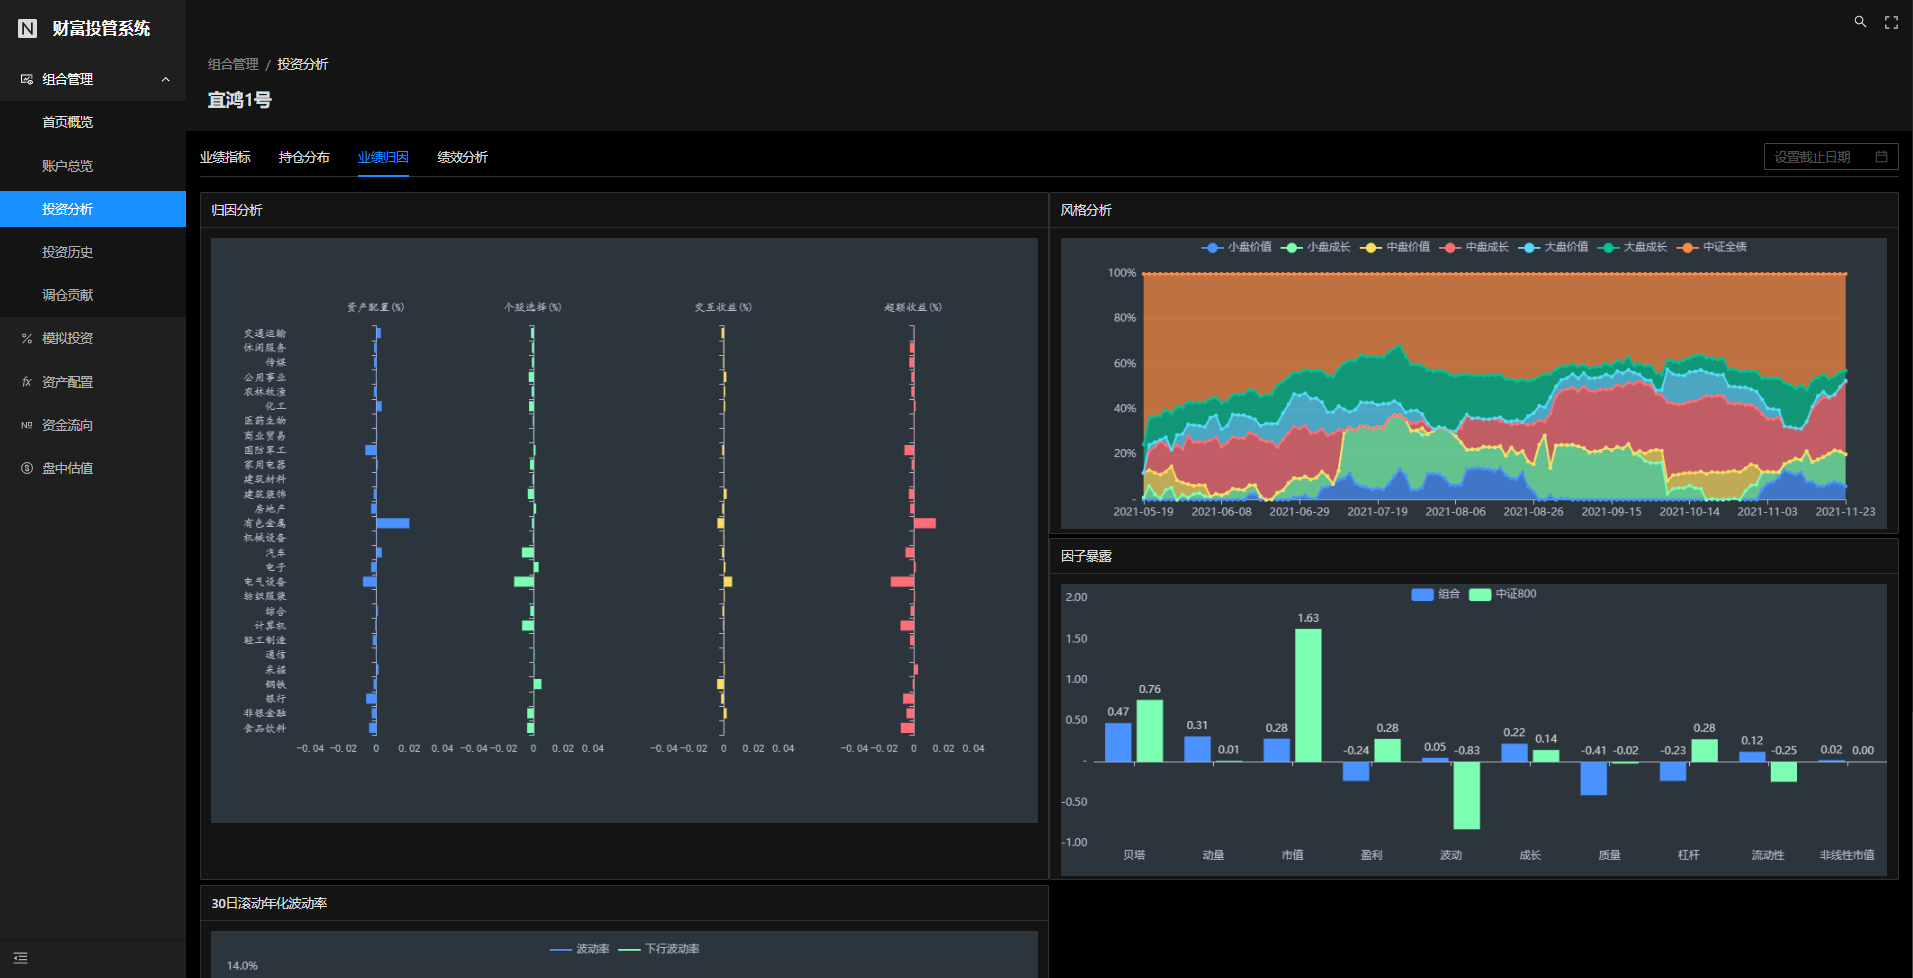 财富投管系统
组合管理
首页概览
账户总览
投资分析
投资历史
调仓贡献
模拟投资
资产配置
资金流向
盘中估值
组合管理 / 投资分析
宜鸿1号
业绩指标 持仓分布 业绩归因 绩效分析
设置截止日期
归因分析
资产配置(%) 个股选择(%) 交互收益(%) 超额收益(%)
交通运输
休闲服务
传媒
公用事业
农林牧渔
化工
医药生物
商业贸易
国防军工
家用电器
建筑材料
建筑装饰
房地产
有色金属
机械设备
汽车
电子
电气设备
纺织服装
综合
计算机
轻工制造
通信
采掘
钢铁
银行
非银金融
食品饮料
-0.04 -0.02 0 0.02 0.04 -0.04 -0.02 0 0.02 0.04 -0.04 -0.02 0 0.02 0.04 -0.04 -0.02 0 0.02 0.04
风格分析
小盘价值 小盘成长 中盘价值 中盘成长 大盘价值 大盘成长 中证全债
100%
80%
60%
40%
20%
-
2021-05-19 2021-06-08 2021-06-29 2021-07-19 2021-08-06 2021-08-26 2021-09-15 2021-10-14 2021-11-03 2021-11-23
因子暴露
组合 中证800
2.00
1.50
1.00
0.50
-
-0.50
-1.00
0.47 0.76 0.31 0.01 0.28 1.63 -0.24 0.28 0.05 -0.83 0.22 0.14 -0.41 -0.02 -0.23 0.28 0.12 -0.25 0.02 0.00
贝塔 动量 市值 盈利 波动 成长 质量 杠杆 流动性 非线性市值
30日滚动年化波动率
波动率 下行波动率
14.0%